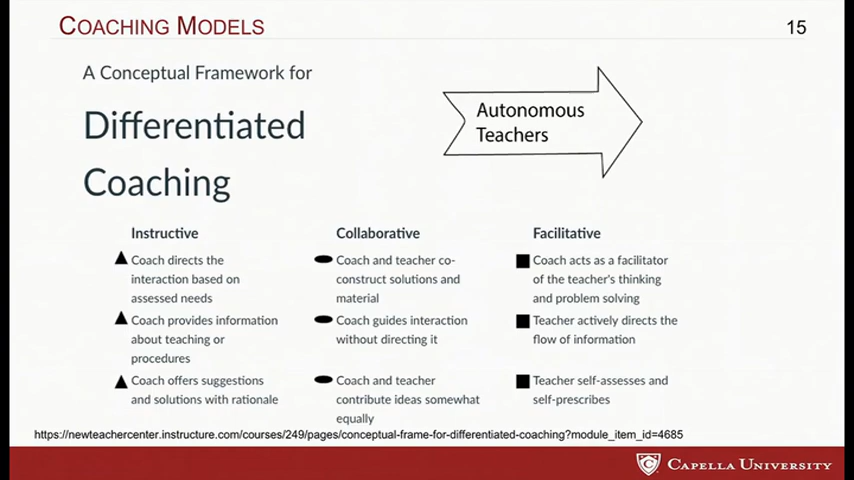 COACHING MODELS
15
A Conceptual Framework for
Differentiated
Coaching
Autonomous
Teachers
Instructive
Coach directs the
interaction based on
assessed needs
Coach provides information
about teaching or
procedures
Coach offers suggestions
and solutions with rationale
Collaborative
Coach and teacher co-
construct solutions and
material
Coach guides interaction
without directing it
Coach and teacher
contribute ideas somewhat
equally
Facilitative
Coach acts as a facilitator
of the teacher's thinking
and problem solving
Teacher actively directs the
flow of information
Teacher self-assesses and
self-prescribes
https://newteachercenter.instructure.com/courses/249/pages/conceptual-frame-for-differentiated-coaching?module_item_id=4685
CAPELLA UNIVERSITY